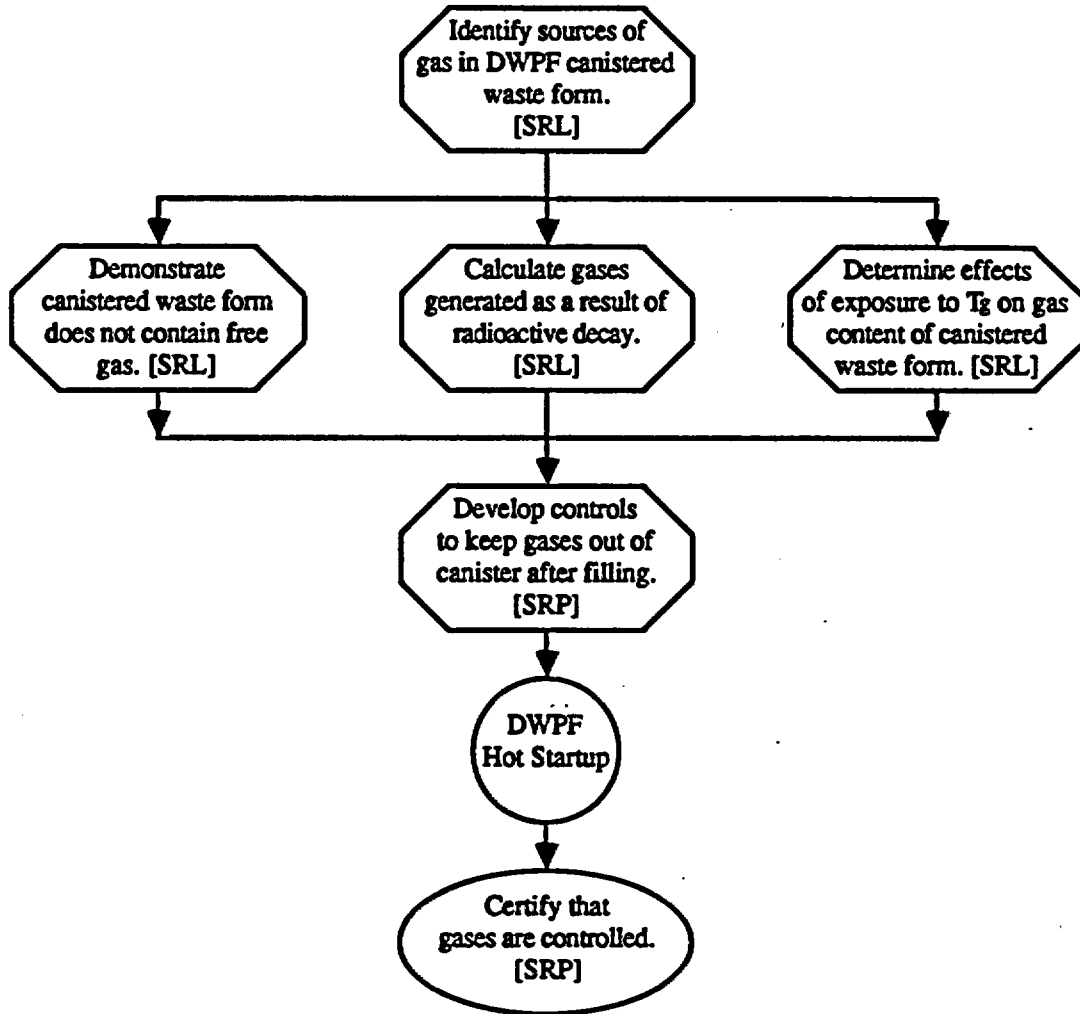 Identify sources of
gas in DWPF canistered
waste form.
[SRL]
Demonstrate
canistered waste form
does not contain free
gas. [SRL]
Calculate gases
generated as a result of
radioactive decay.
[SRL]
Determine effects
of exposure to Tg on gas
content of canistered
waste form. [SRL]
Develop controls
to keep gases out of
canister after filling.
[SRP]
DWPF
Hot Startup
Certify that
gases are controlled.
[SRP]